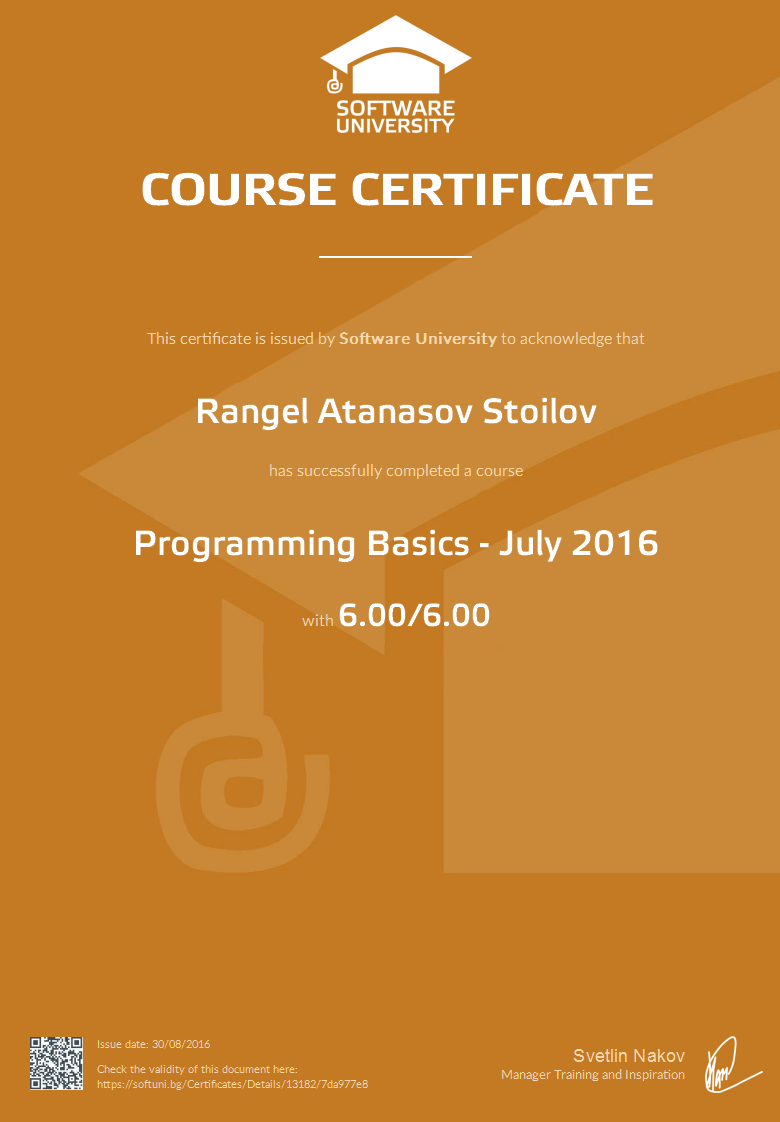 SOFTWARE
UNIVERSITY
COURSE CERTIFICATE
This certificate is issued by Software University to acknowledge that
Rangel Atanasov Stoilov
has successfully completed a course
Programming Basics - July 2016
with 6.00/6.00
Issue date: 30/08/2016
Check the validity of this document here:
https://softuni.bg/Certificates/Details/13182/7da977e8
Svetlin Nakov
Manager Training and Inspiration